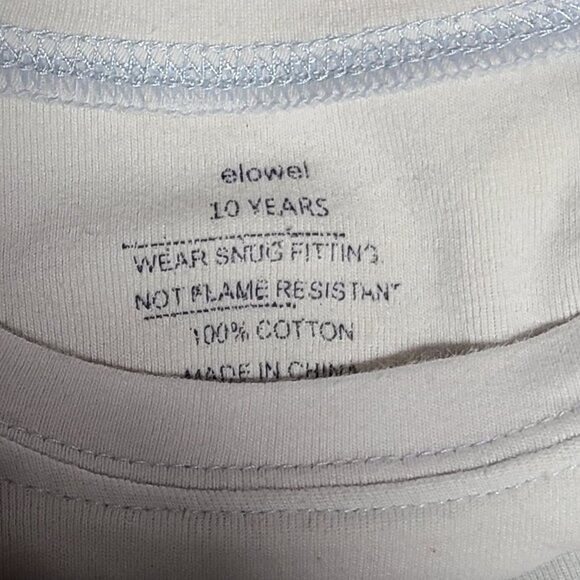 elowel
10 YEARS
WEAR SNUG FITTING.
NOT FLAME RESISTANT
100% COTTON
MADE IN CHINA